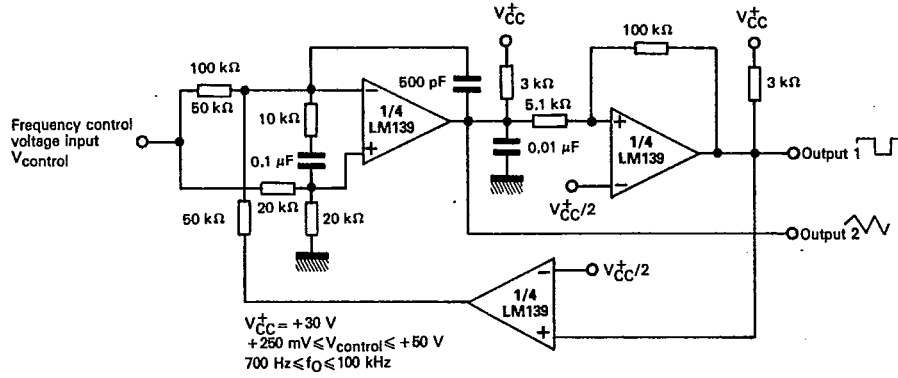 V+CC
V+CC
100 kΩ
100 kΩ
500 pF
3 kΩ
3 kΩ
50 kΩ
10 kΩ
1/4
LM139
5.1 kΩ
1/4
LM139
Frequency control
voltage input
Vcontrol
0.1 µF
0,01 µF
Output 1
20 kΩ
20 kΩ
V+CC/2
50 kΩ
Output 2
V+CC/2
1/4
LM139
V+CC = +30 V
+250 mV ≤ Vcontrol ≤ +50 V
700 Hz ≤ fO ≤ 100 kHz